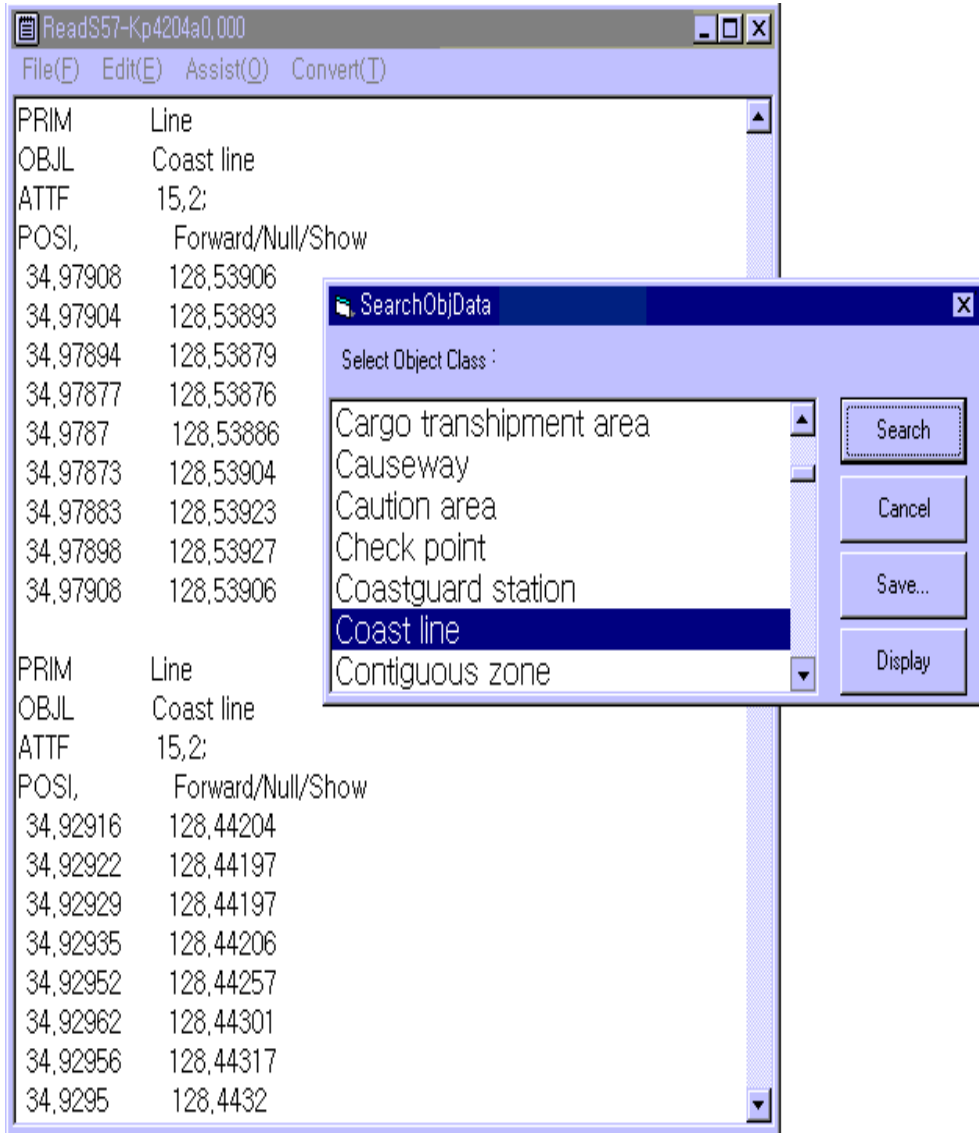 ReadS57-Kp4204a0,000
File(F) Edit(E) Assist(O) Convert(T)
PRIM Line
OBJL Coast line
ATTF 15,2;
POSI, Forward/Null/Show
34,97908 128,53906
34,97904 128,53893
34,97894 128,53879
34,97877 128,53876
34,9787 128,53886
34,97873 128,53904
34,97883 128,53923
34,97898 128,53927
34,97908 128,53906
PRIM Line
OBJL Coast line
ATTF 15,2;
POSI, Forward/Null/Show
34,92916 128,44204
34,92922 128,44197
34,92929 128,44197
34,92935 128,44206
34,92952 128,44257
34,92962 128,44301
34,92956 128,44317
34,9295 128,4432
SearchObjData
Select Object Class :
Cargo transhipment area
Causeway
Caution area
Check point
Coastguard station
Coast line
Contiguous zone
Search
Cancel
Save...
Display